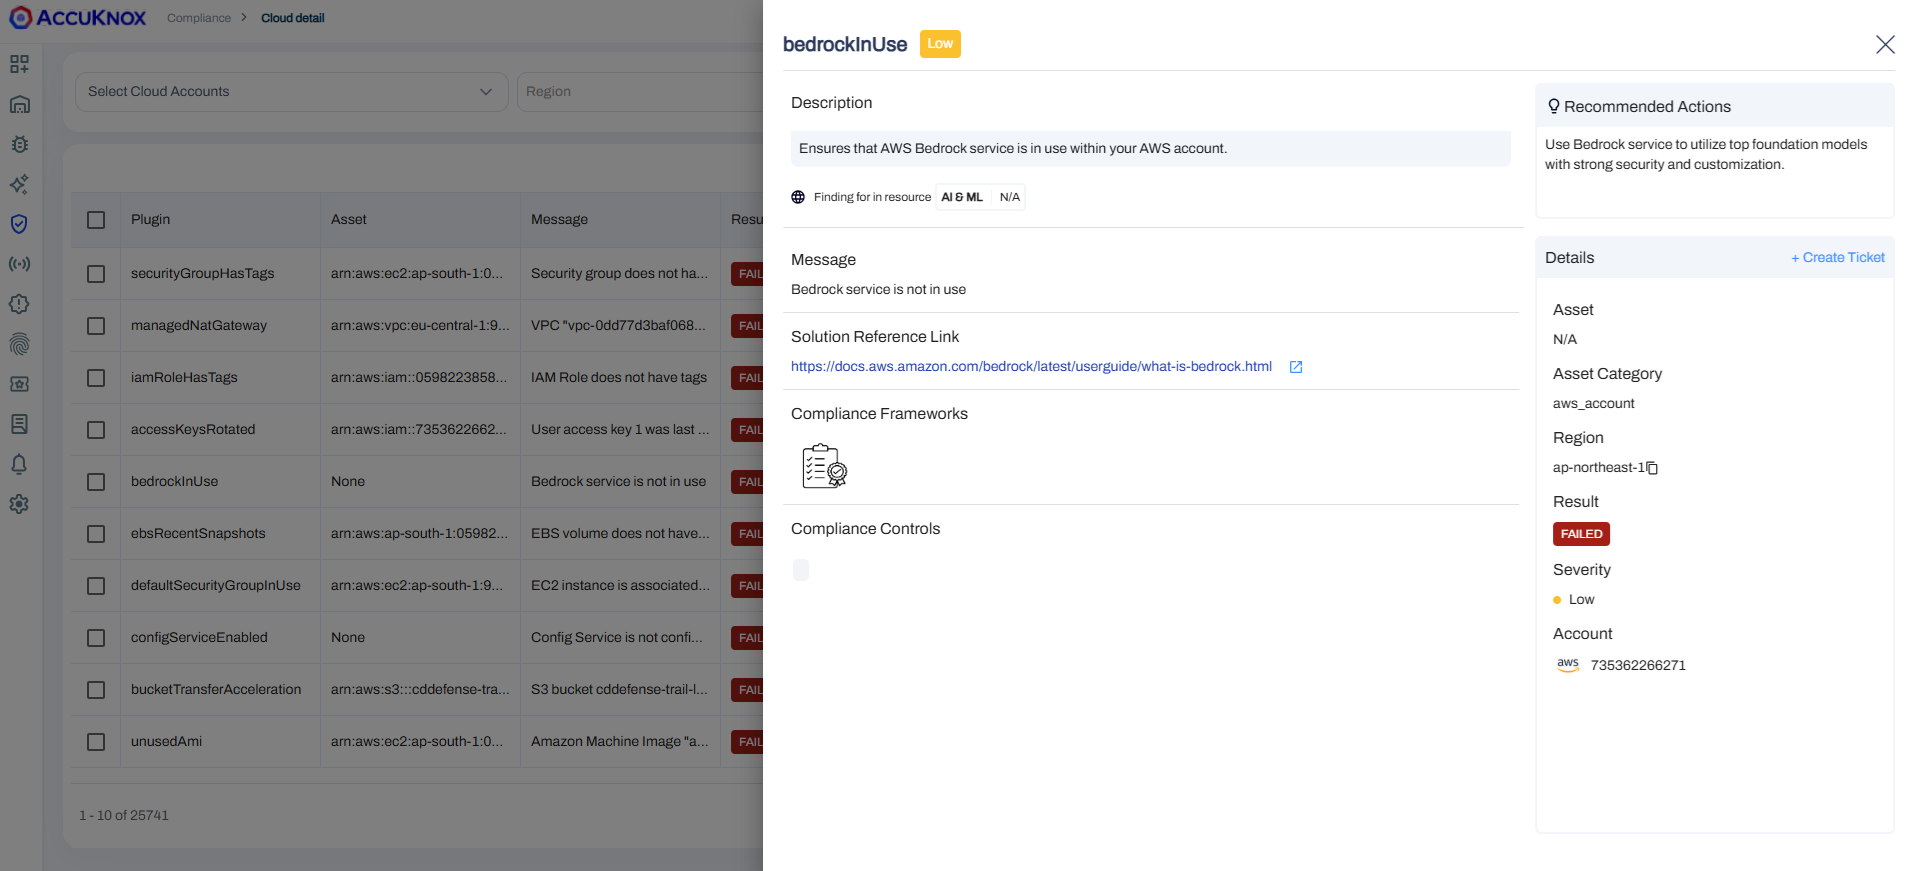 ACCUKNOX
Compliance > Cloud detail
Select Cloud Accounts
Region
Plugin Asset Message Resu
securityGroupHasTags arn:aws:ec2:ap-south-1:0... Security group does not ha... FAIL
managedNatGateway arn:aws:vpc:eu-central-1:9... VPC "vpc-0dd77d3baf068... FAIL
iamRoleHasTags arn:aws:iam::0598223858... IAM Role does not have tags FAIL
accessKeysRotated arn:aws:iam::7353622662... User access key 1 was last ... FAIL
bedrockInUse None Bedrock service is not in use FAIL
ebsRecentSnapshots arn:aws:ap-south-1:05982... EBS volume does not have... FAIL
defaultSecurityGroupInUse arn:aws:ec2:ap-south-1:9... EC2 instance is associated... FAIL
configServiceEnabled None Config Service is not confi... FAIL
bucketTransferAcceleration arn:aws:s3:::cddefense-tra... S3 bucket cddefense-trail-l... FAIL
unusedAmi arn:aws:ec2:ap-south-1:0... Amazon Machine Image "a... FAIL
1 - 10 of 25741
bedrockInUse Low
Description
Ensures that AWS Bedrock service is in use within your AWS account.
Finding for in resource AI & ML N/A
Message
Bedrock service is not in use
Solution Reference Link
https://docs.aws.amazon.com/bedrock/latest/userguide/what-is-bedrock.html
Compliance Frameworks
Compliance Controls
Recommended Actions
Use Bedrock service to utilize top foundation models
with strong security and customization.
Details + Create Ticket
Asset
N/A
Asset Category
aws_account
Region
ap-northeast-1
Result
FAILED
Severity
Low
Account
aws 735362266271